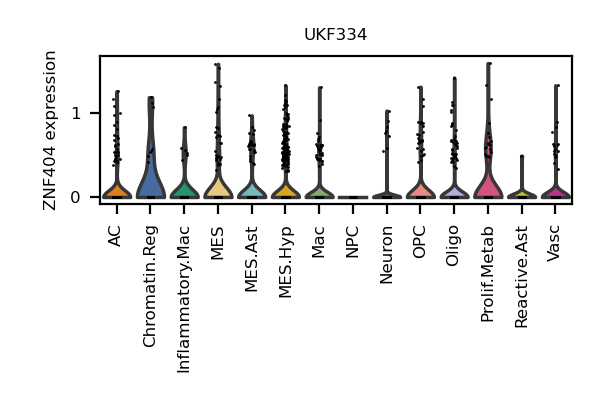 UKF334
ZNF404 expression
1
0
AC
Chromatin.Reg
Inflammatory.Mac
MES
MES.Ast
MES.Hyp
Mac
NPC
Neuron
OPC
Oligo
Prolif.Metab
Reactive.Ast
Vasc